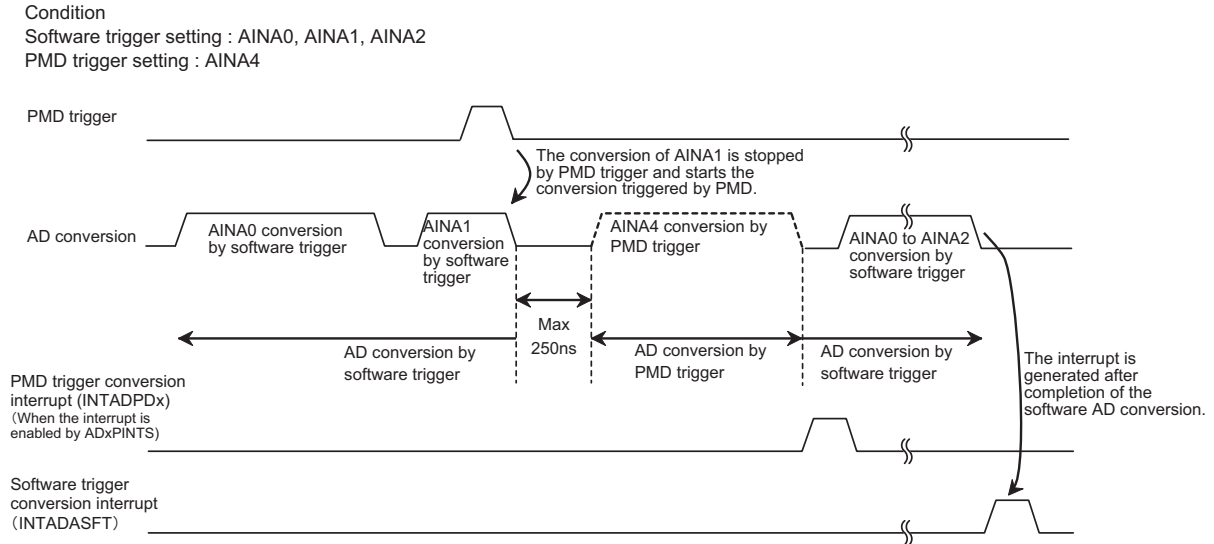 Condition
Software trigger setting : AINA0, AINA1, AINA2
PMD trigger setting : AINA4
PMD trigger
The conversion of AINA1 is stopped
by PMD trigger and starts the
conversion triggered by PMD.
AD conversion
AINA0 conversion
by software trigger
AINA1
conversion
by software
trigger
AINA4 conversion by
PMD trigger
AINA0 to AINA2
conversion by
software trigger
Max
250ns
AD conversion by
software trigger
AD conversion by
PMD trigger
AD conversion by
software trigger
The interrupt is
generated after
completion of the
software AD conversion.
PMD trigger conversion
interrupt (INTADPDx)
(When the interrupt is
enabled by ADxPINTS)
Software trigger
conversion interrupt
(INTADASFT)